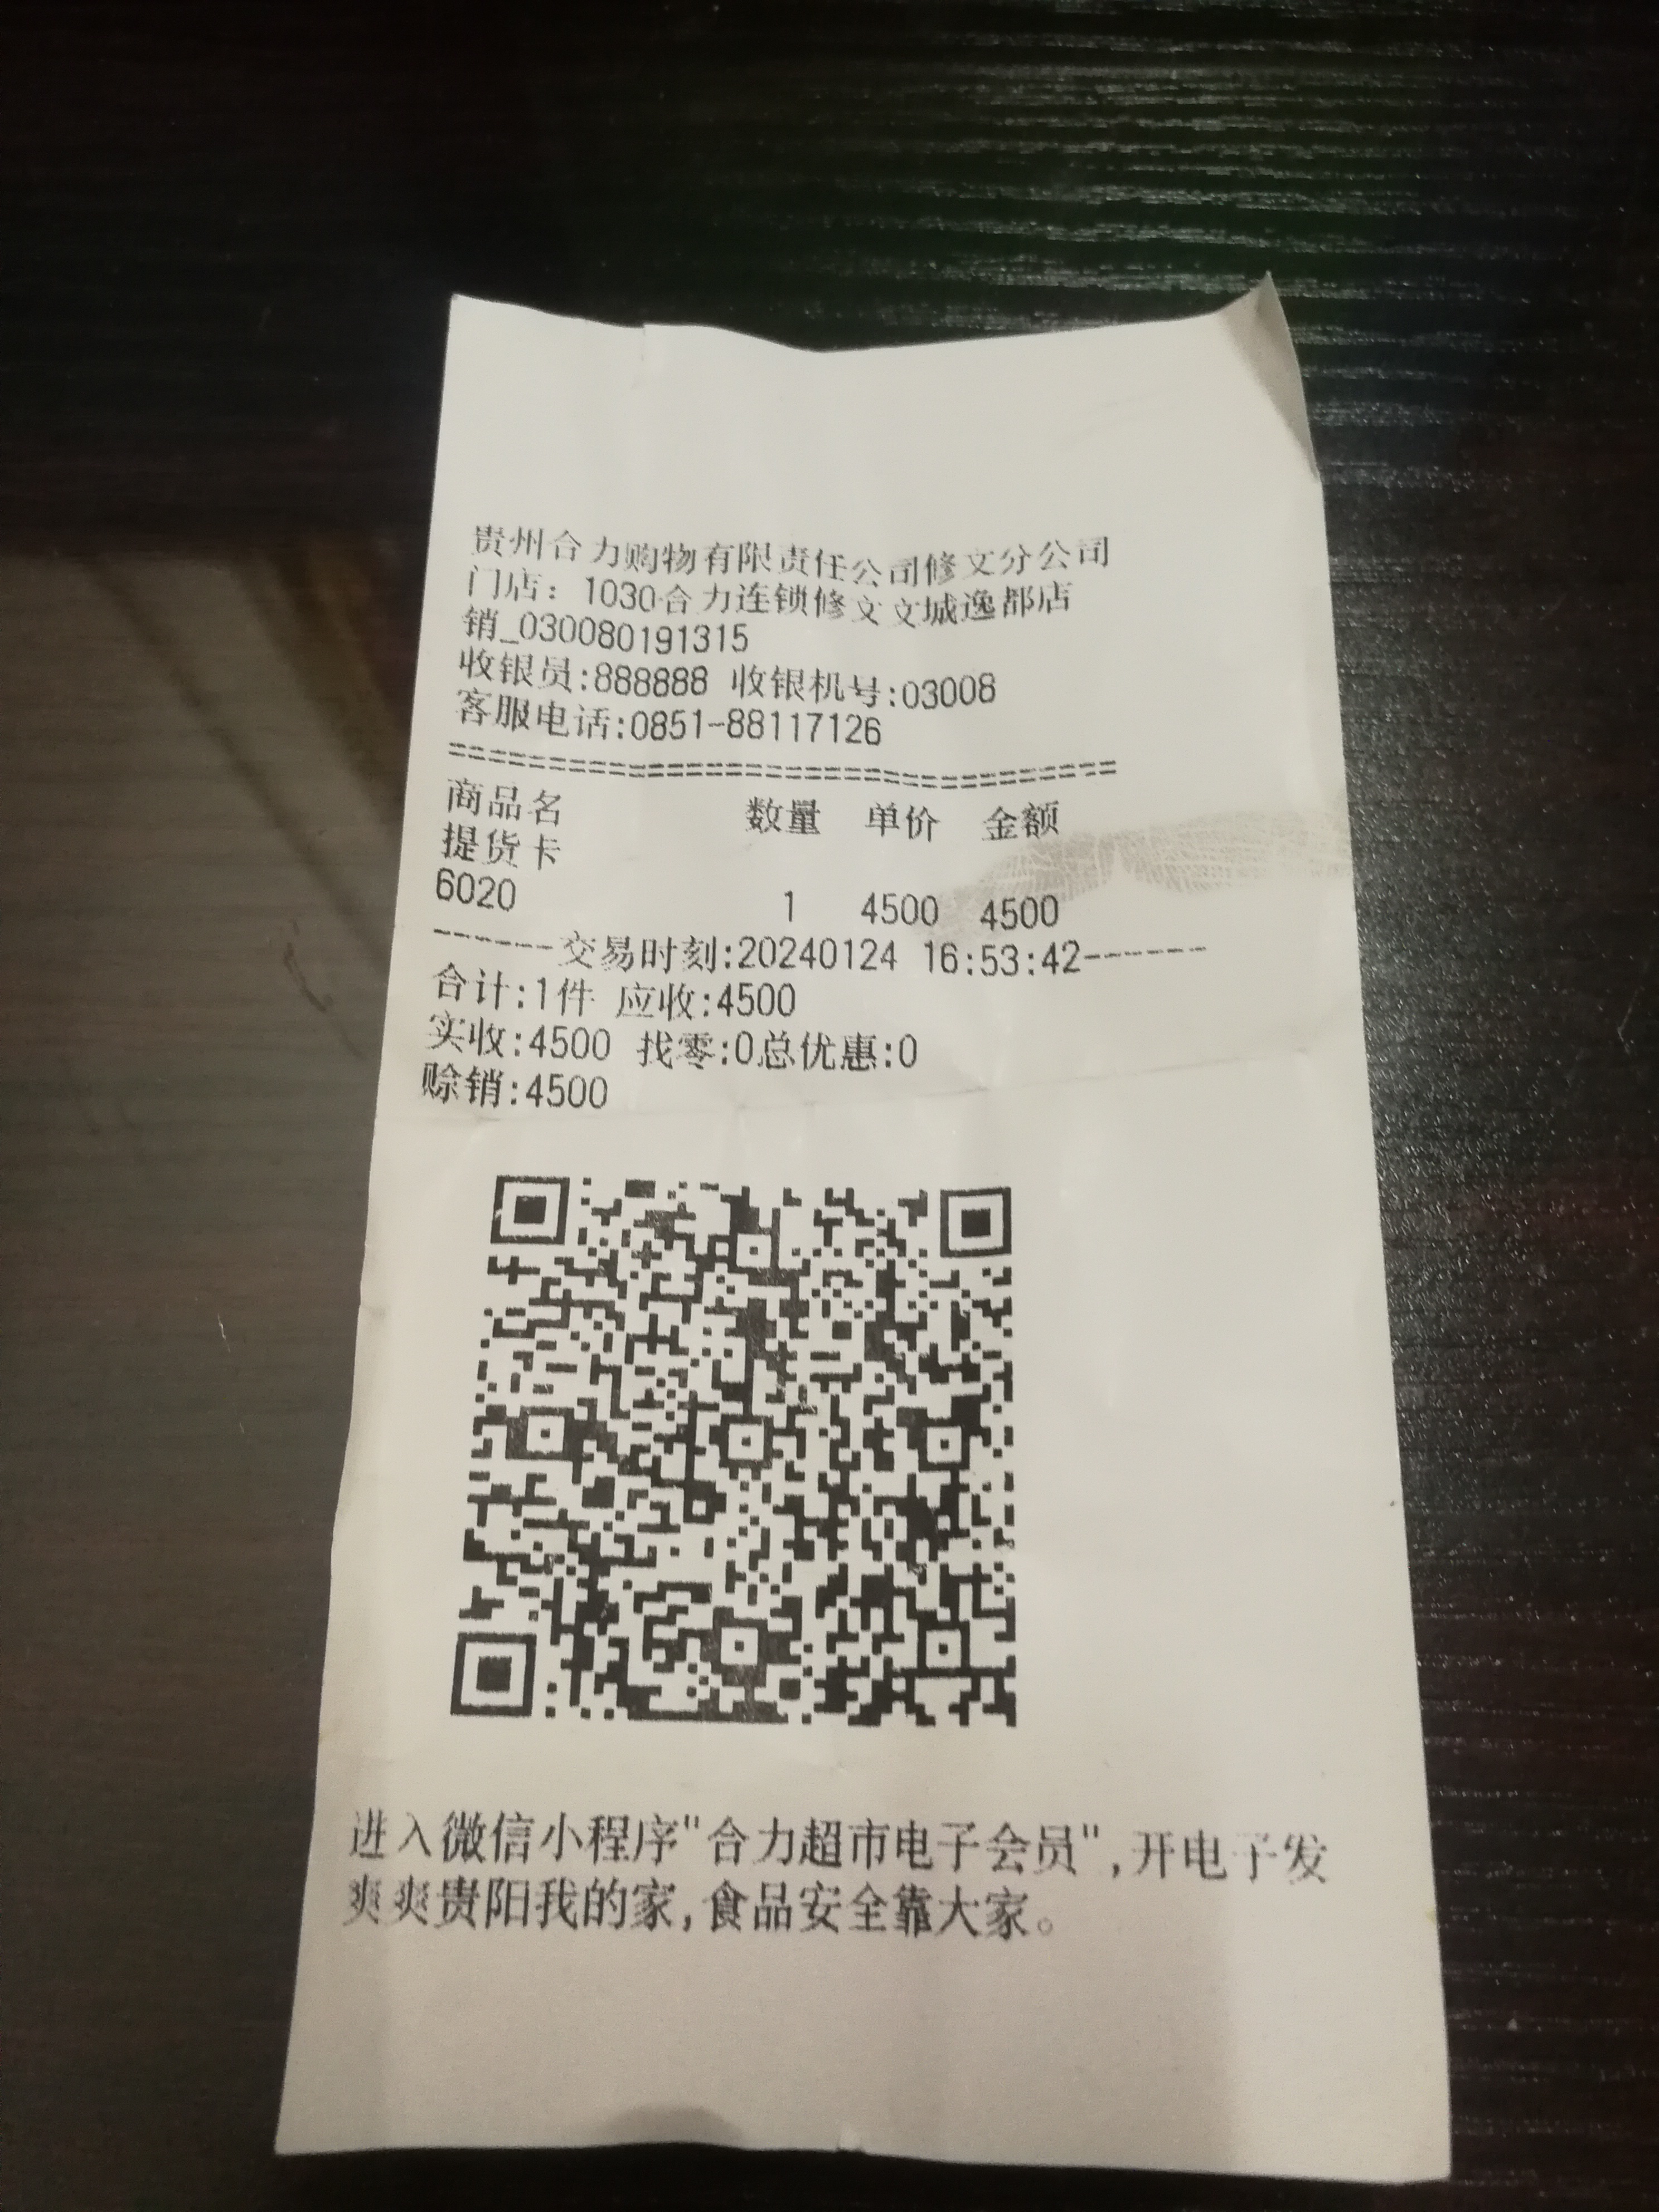 贵州合力购物有限责任公司修文分公司
门店：1030合力连锁修文文城逸都店
销_030080191315
收银员:888888 收银机号:03008
客服电话:0851-88117126
==================================
商品名 数量 单价 金额
提货卡
6020 1 4500 4500
-------交易时刻:20240124 16:53:42-------
合计:1件 应收:4500
实收:4500 找零:0总优惠:0
赊销:4500
进入微信小程序"合力超市电子会员",开电子发
爽爽贵阳我的家,食品安全靠大家。